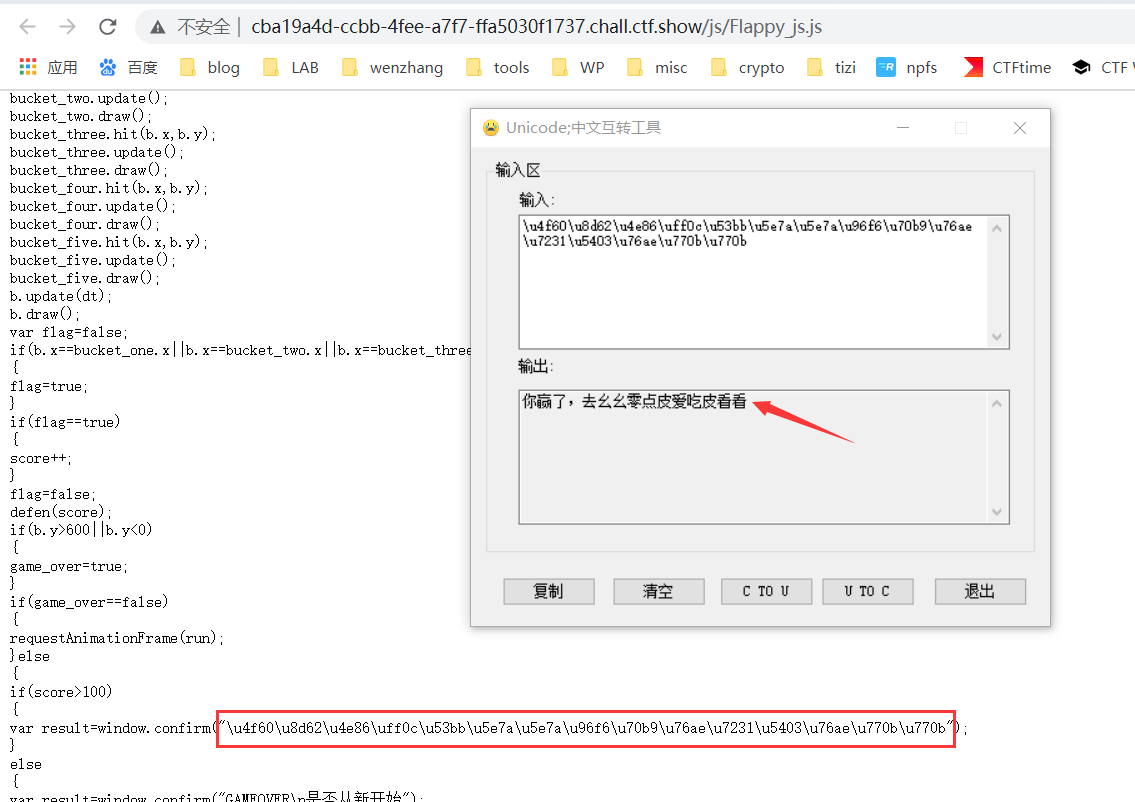 不安全 | cba19a4d-ccbb-4fee-a7f7-ffa5030f1737.chall.ctf.show/js/Flappy_js.js
应用 百度 blog LAB wenzhang tools WP misc crypto tizi npfs CTFtime CTF
bucket_two.update();
bucket_two.draw();
bucket_three.hit(b.x,b.y);
bucket_three.update();
bucket_three.draw();
bucket_four.hit(b.x,b.y);
bucket_four.update();
bucket_four.draw();
bucket_five.hit(b.x,b.y);
bucket_five.update();
bucket_five.draw();
b.update(dt);
b.draw();
var flag=false;
if(b.x==bucket_one.x||b.x==bucket_two.x||b.x==bucket_three
{
flag=true;
}
if(flag==true)
{
score++;
}
flag=false;
defen(score);
if(b.y>600||b.y<0)
{
game_over=true;
}
if(game_over==false)
{
requestAnimationFrame(run);
}else
{
if(score>100)
{
var result=window.confirm("\u4f60\u8d62\u4e86\uff0c\u53bb\u5e7a\u5e7a\u96f6\u70b9\u76ae\u7231\u5403\u76ae\u770b\u770b");
}
else
{
var result=window.confirm("GAMEOVER\n是否从新开始");
Unicode;中文互转工具
输入区
输入:
\u4f60\u8d62\u4e86\uff0c\u53bb\u5e7a\u5e7a\u96f6\u70b9\u76ae
\u7231\u5403\u76ae\u770b\u770b
输出:
你赢了，去幺幺零点皮爱吃皮看看
复制 清空 C TO U U TO C 退出